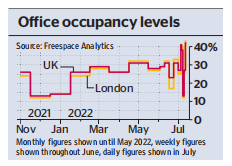 Office occupancy levels
Source: Freespace Analytics
40%
UK
30
London
20
10
2021
2022
0
Nov Jan Mar May Jul
Monthly figures shown until May 2022, weekly figures
shown throughout June, daily figures shown in July